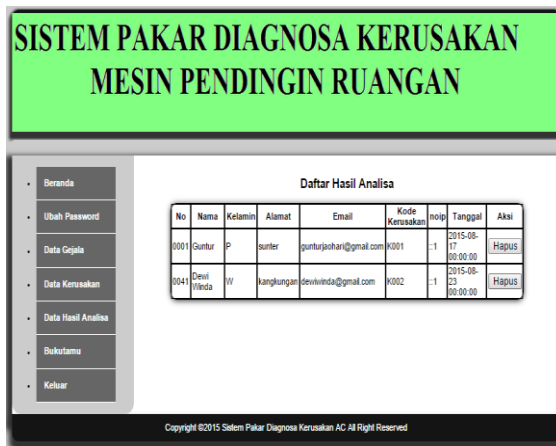 SISTEM PAKAR DIAGNOSA KERUSAKAN
MESIN PENDINGIN RUANGAN
Beranda
Ubah Password
Data Gejala
Data Kerusakan
Data Hasil Analisa
Bukutamu
Keluar
Daftar Hasil Analisa
No Nama Kelamin Alamat Email Kode Kerusakan noip Tanggal Aksi
0001 Guntur P sunter gunturjaohari@gmail.com K001 ::1 2015-08-17 00:00:00 Hapus
0041 Dewi Winda W kangkungan dewiwinda@gmail.com K002 ::1 2015-08-23 00:00:00 Hapus
Copyright ©2015 Sistem Pakar Diagnosa Kerusakan AC All Right Reserved